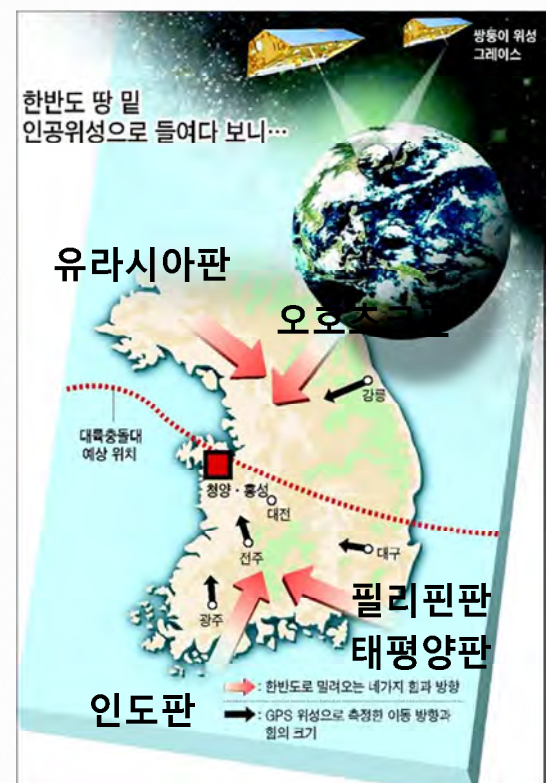 쌍둥이 위성
그레이스
한반도 땅 밑
인공위성으로 들여다 보니…
유라시아판
오호츠크판
강릉
대륙충돌대
예상 위치
청양·홍성
대전
전주
대구
광주
필리핀판
태평양판
인도판
: 한반도로 밀려오는 네가지 힘과 방향
: GPS 위성으로 측정한 이동 방향과
힘의 크기